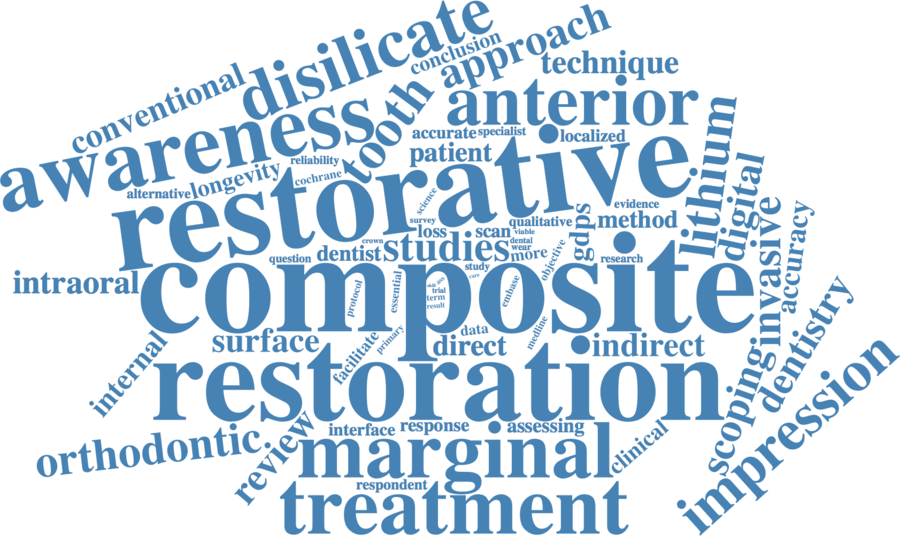 disilicate
conclusion
approach
conventional
technique
awareness
tooth
anterior
accurate
specialist
localized
reliability
patient
restorative
lithium
alternative
longevity
cochrane
science
digital
survey
loss
scan
qualitative
viable
evidence
method
gdps
crown
studies
dental
wear
more
question
dentist
study
care
objective
research
invasive
accuracy
intraoral
composite
protocol
essential
trial
term
result
embase
medline
primary
data
internal
surface
facilitate
direct
indirect
dentistry
restoration
scoping
impression
orthodontic
review
interface
response
assessing
marginal
clinical
respondent
treatment